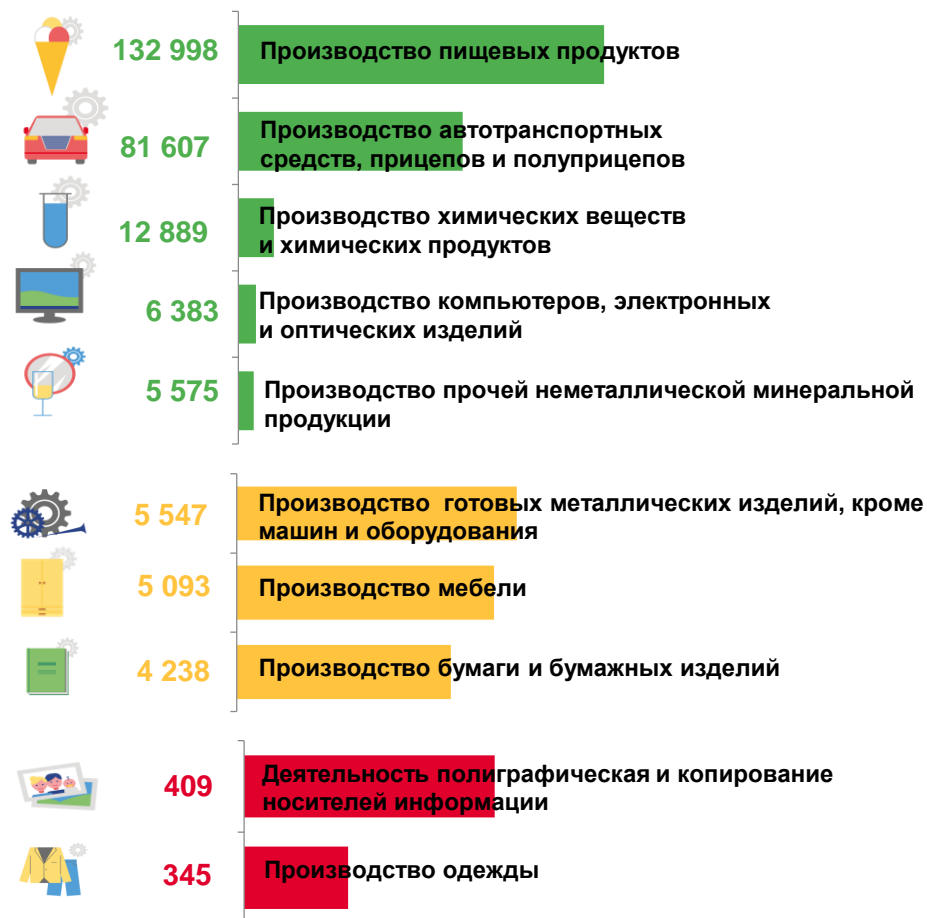 132 998 Производство пищевых продуктов
81 607 Производство автотранспортных
средств, прицепов и полуприцепов
12 889 Производство химических веществ
и химических продуктов
6 383 Производство компьютеров, электронных
и оптических изделий
5 575 Производство прочей неметаллической минеральной
продукции
5 547 Производство готовых металлических изделий, кроме
машин и оборудования
5 093 Производство мебели
4 238 Производство бумаги и бумажных изделий
409 Деятельность полиграфическая и копирование
носителей информации
345 Производство одежды